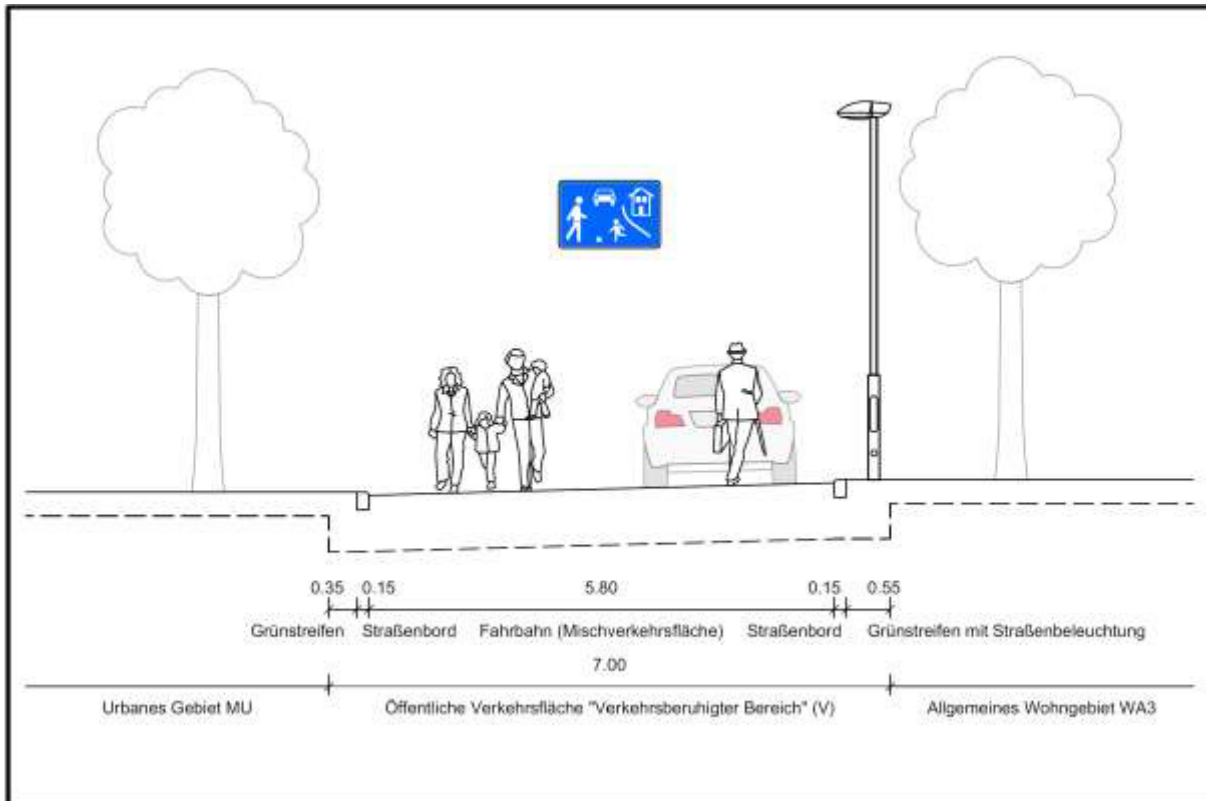 0.35 0.15 5.80 0.15 0.55
Grünstreifen Straßenbord Fahrbahn (Mischverkehrsfläche) Straßenbord Grünstreifen mit Straßenbeleuchtung
7.00
Urbanes Gebiet MU Öffentliche Verkehrsfläche "Verkehrsberuhigter Bereich" (V) Allgemeines Wohngebiet WA3